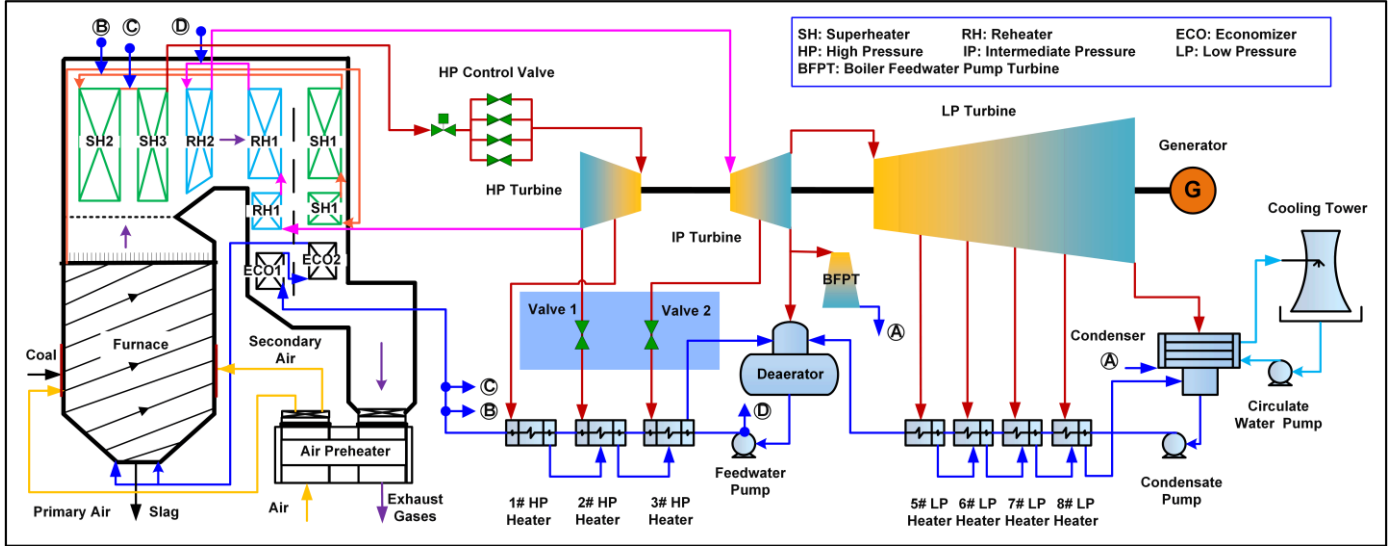 B
C
D
SH: Superheater
RH: Reheater
ECO: Economizer
HP: High Pressure
IP: Intermediate Pressure
LP: Low Pressure
BFPT: Boiler Feedwater Pump Turbine
HP Control Valve
LP Turbine
SH2
SH3
RH2
RH1
SH1
Generator
HP Turbine
G
RH1
SH1
Cooling Tower
IP Turbine
ECO1
ECO2
BFPT
Valve 1
Valve 2
A
Condenser
Secondary
Air
Coal
Furnace
A
Deaerator
C
B
D
Circulate
Water Pump
Air Preheater
Feedwater
Pump
Condensate
Pump
Primary Air
Slag
Air
Exhaust
Gases
1# HP
Heater
2# HP
Heater
3# HP
Heater
5# LP
Heater
6# LP
Heater
7# LP
Heater
8# LP
Heater